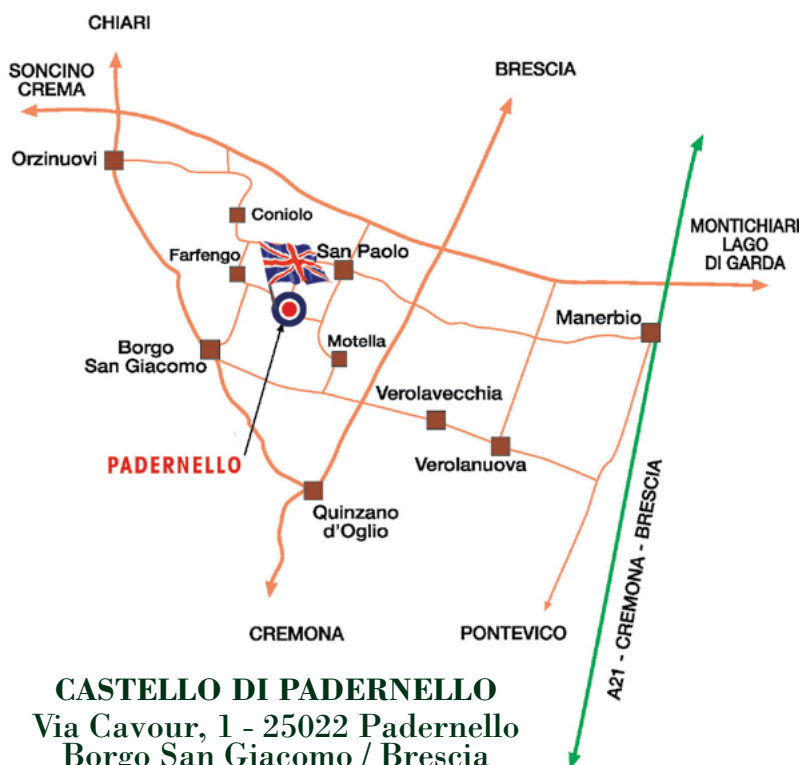 CHIARI
SONCINO
CREMA
BRESCIA
Orzinuovi
Coniolo
MONTICHIARI
LAGO
DI GARDA
Farfengo
San Paolo
Manerbio
Borgo
San Giacomo
Motella
Verolavecchia
PADERNELLO
Verolanuova
Quinzano
d'Oglio
A21 - CREMONA - BRESCIA
CREMONA
PONTEVICO
CASTELLO DI PADERNELLO
Via Cavour, 1 - 25022 Padernello
Borgo San Giacomo / Brescia